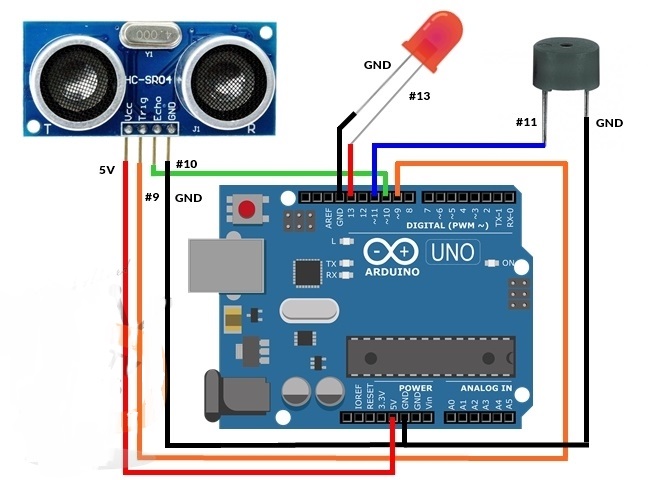 4.000
Y1
HC-SR04
Vcc
Trig
Echo
GND
T
J1
R
5V
#10
#9
GND
GND
#13
#11
GND
AREF
GND
13
12
~11
~10
~9
8
7
~6
~5
4
~3
2
TX-1
RX-0
DIGITAL (PWM ~)
L
TX
RX
ARDUINO
UNO
ON
POWER
ANALOG IN
IOREF
RESET
3.3V
5V
GND
GND
Vin
A0
A1
A2
A3
A4
A5